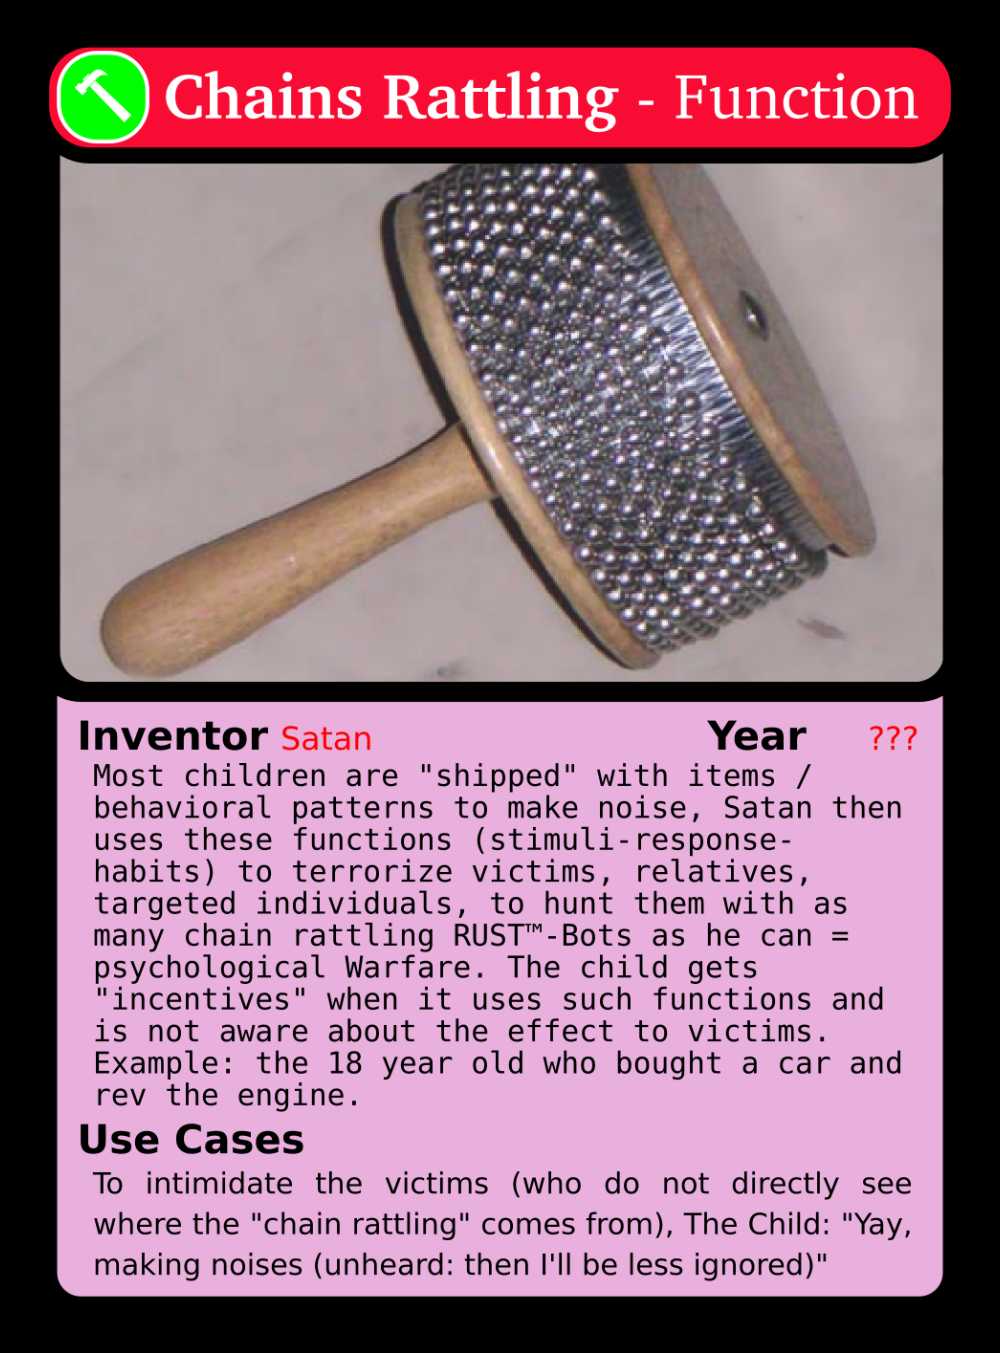 Chains Rattling - Function
Inventor Satan Year ???
Most children are "shipped" with items /
behavioral patterns to make noise, Satan then
uses these functions (stimuli-response-
habits) to terrorize victims, relatives,
targeted individuals, to hunt them with as
many chain rattling RUST™-Bots as he can =
psychological Warfare. The child gets
"incentives" when it uses such functions and
is not aware about the effect to victims.
Example: the 18 year old who bought a car and
rev the engine.
Use Cases
To intimidate the victims (who do not directly see
where the "chain rattling" comes from), The Child: "Yay,
making noises (unheard: then I'll be less ignored)"